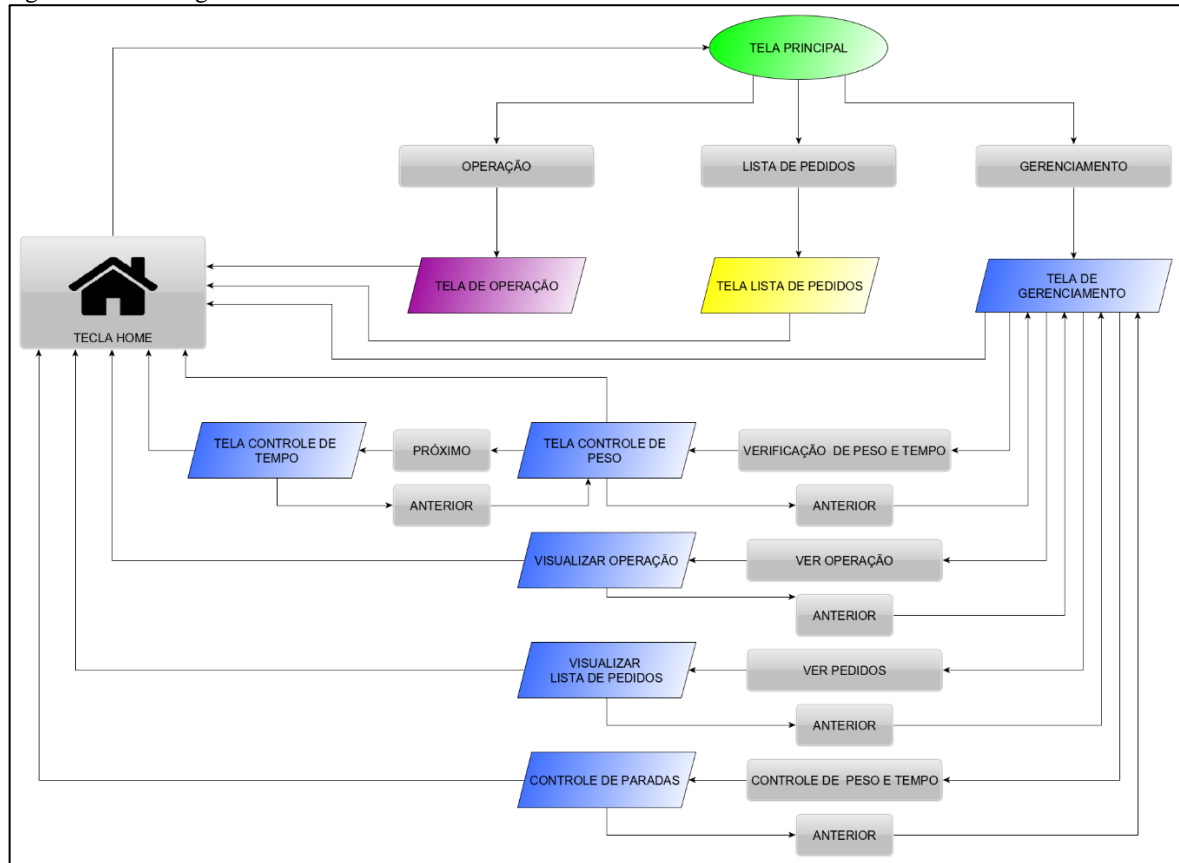 TELA PRINCIPAL
OPERAÇÃO
LISTA DE PEDIDOS
GERENCIAMENTO
TELA DE OPERAÇÃO
TELA LISTA DE PEDIDOS
TELA DE
GERENCIAMENTO
TECLA HOME
TELA CONTROLE DE
TEMPO
PRÓXIMO
TELA CONTROLE DE
PESO
VERIFICAÇÃO DE PESO E TEMPO
ANTERIOR
ANTERIOR
VISUALIZAR OPERAÇÃO
VER OPERAÇÃO
ANTERIOR
VISUALIZAR
LISTA DE PEDIDOS
VER PEDIDOS
ANTERIOR
CONTROLE DE PARADAS
CONTROLE DE PESO E TEMPO
ANTERIOR